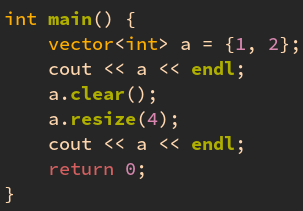 int main() {
    vector<int> a = {1, 2};
    cout << a << endl;
    a.clear();
    a.resize(4);
    cout << a << endl;
    return 0;
}